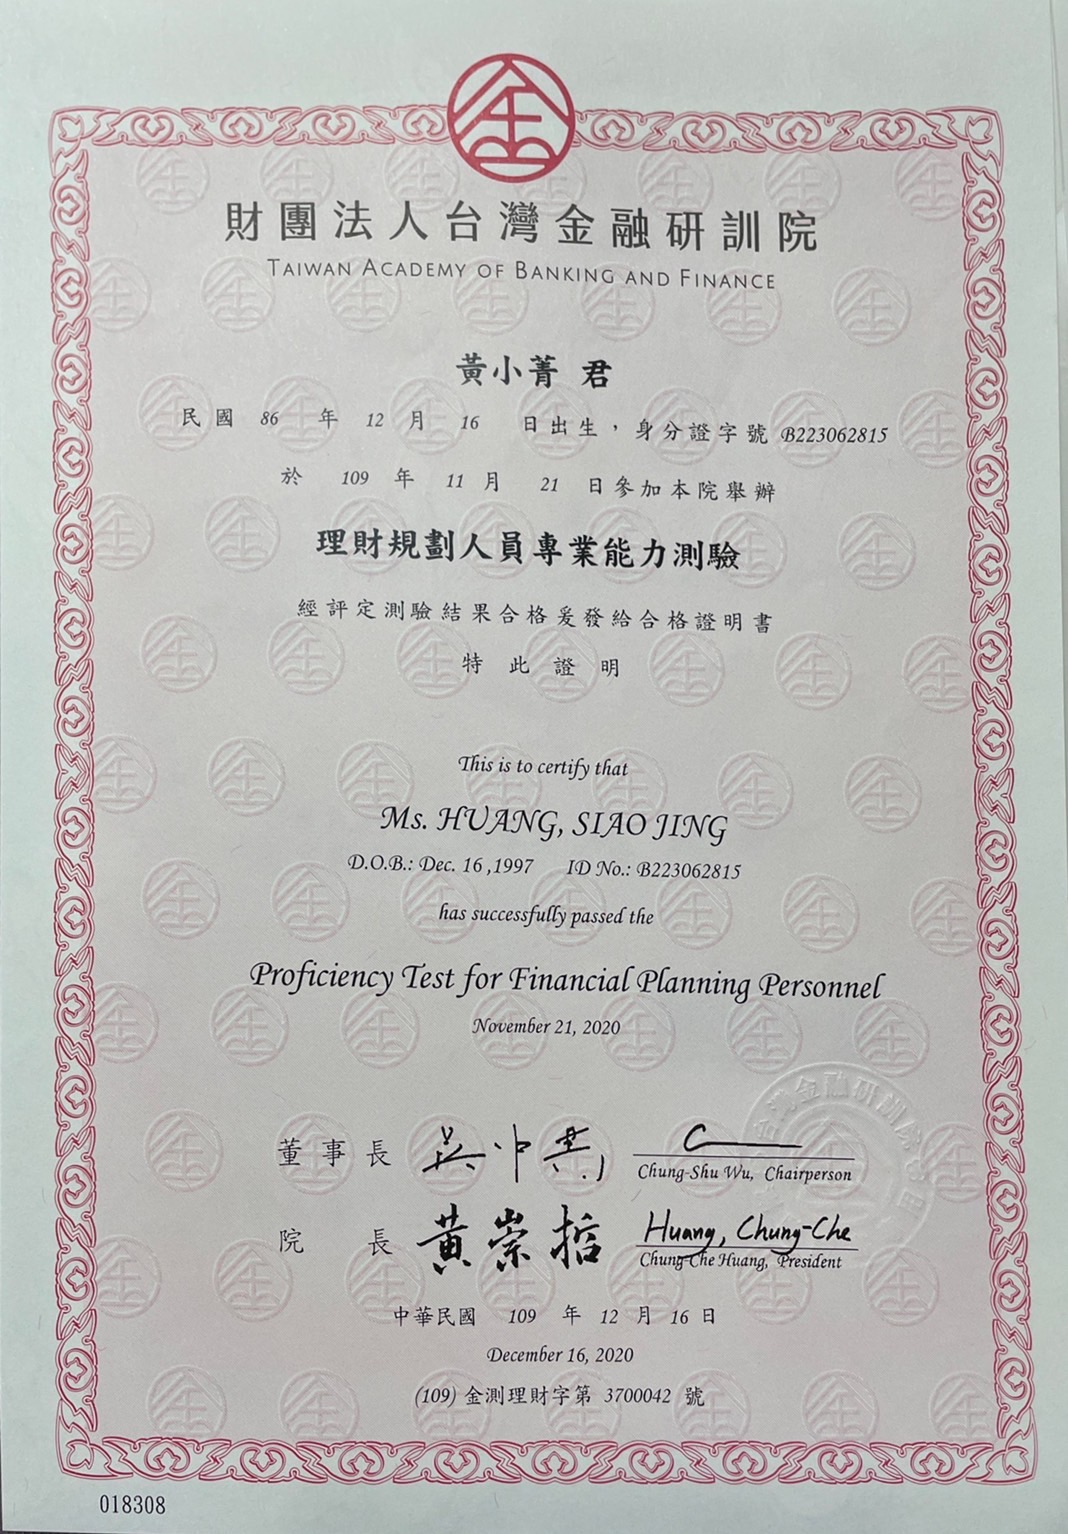 財團法人台灣金融研訓院
TAIWAN ACADEMY OF BANKING AND FINANCE
黃小菁 君
民國 86 年 12 月 16 日出生，身分證字號 B223062815
於 109 年 11 月 21 日參加本院舉辦
理財規劃人員專業能力測驗
經評定測驗結果合格爰發給合格證明書
特此證明
This is to certify that
Ms. HUANG, SIAO JING
D.O.B.: Dec. 16 ,1997 ID No.: B223062815
has successfully passed the
Proficiency Test for Financial Planning Personnel
November 21, 2020
董事長 吳中書
Chung-Shu Wu, Chairperson
院長 黃崇哲 Huang, Chung-Che
Chung-Che Huang, President
中華民國 109 年 12 月 16 日
December 16, 2020
(109) 金測理財字第 3700042 號
018308